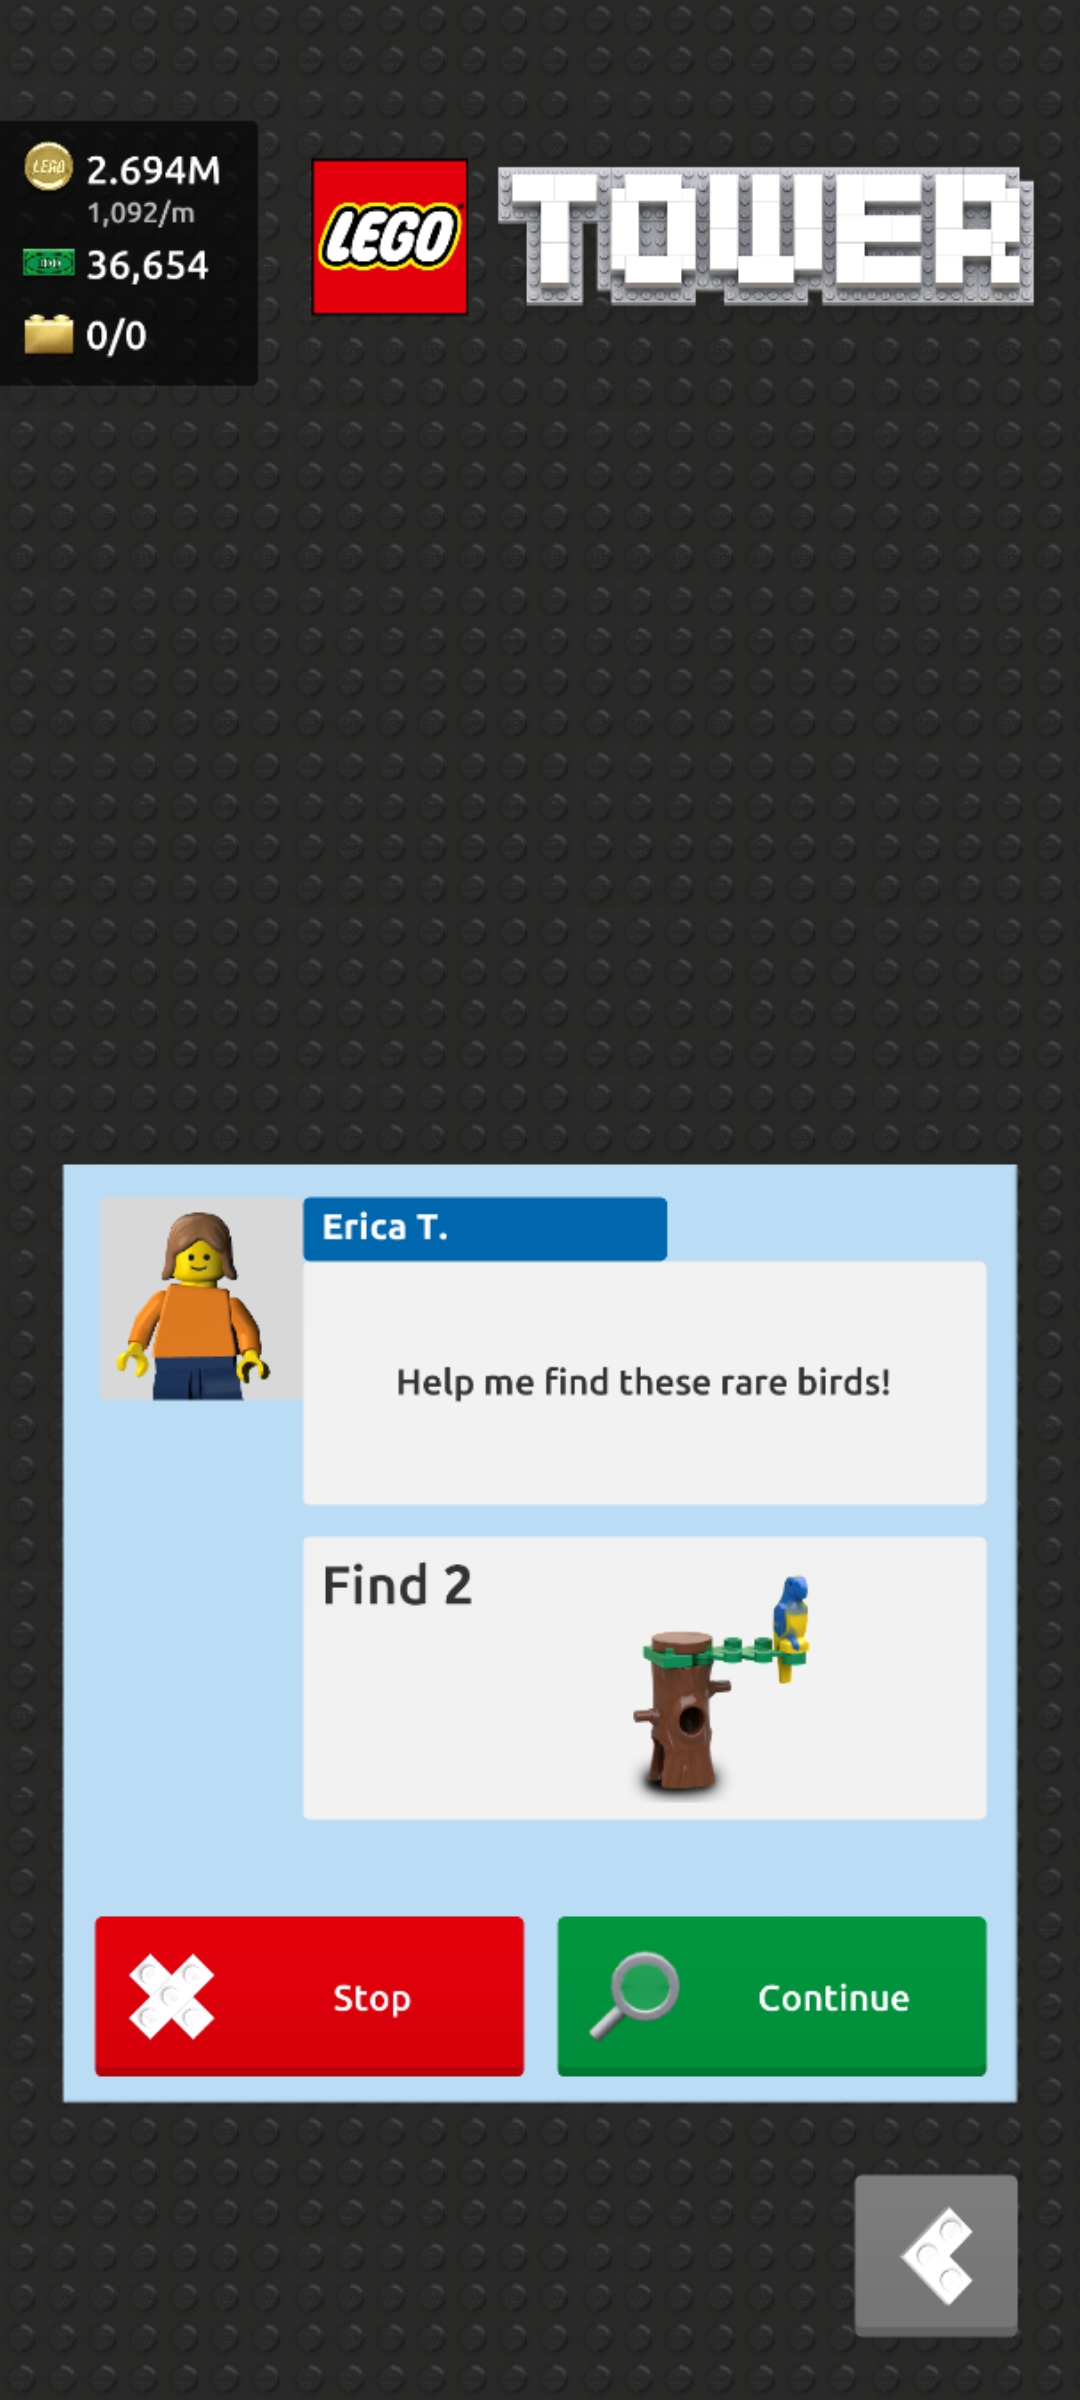 2.694M
1,092/m
36,654
0/0
LEGO TOWER
Erica T.
Help me find these rare birds!
Find 2
Stop
Continue